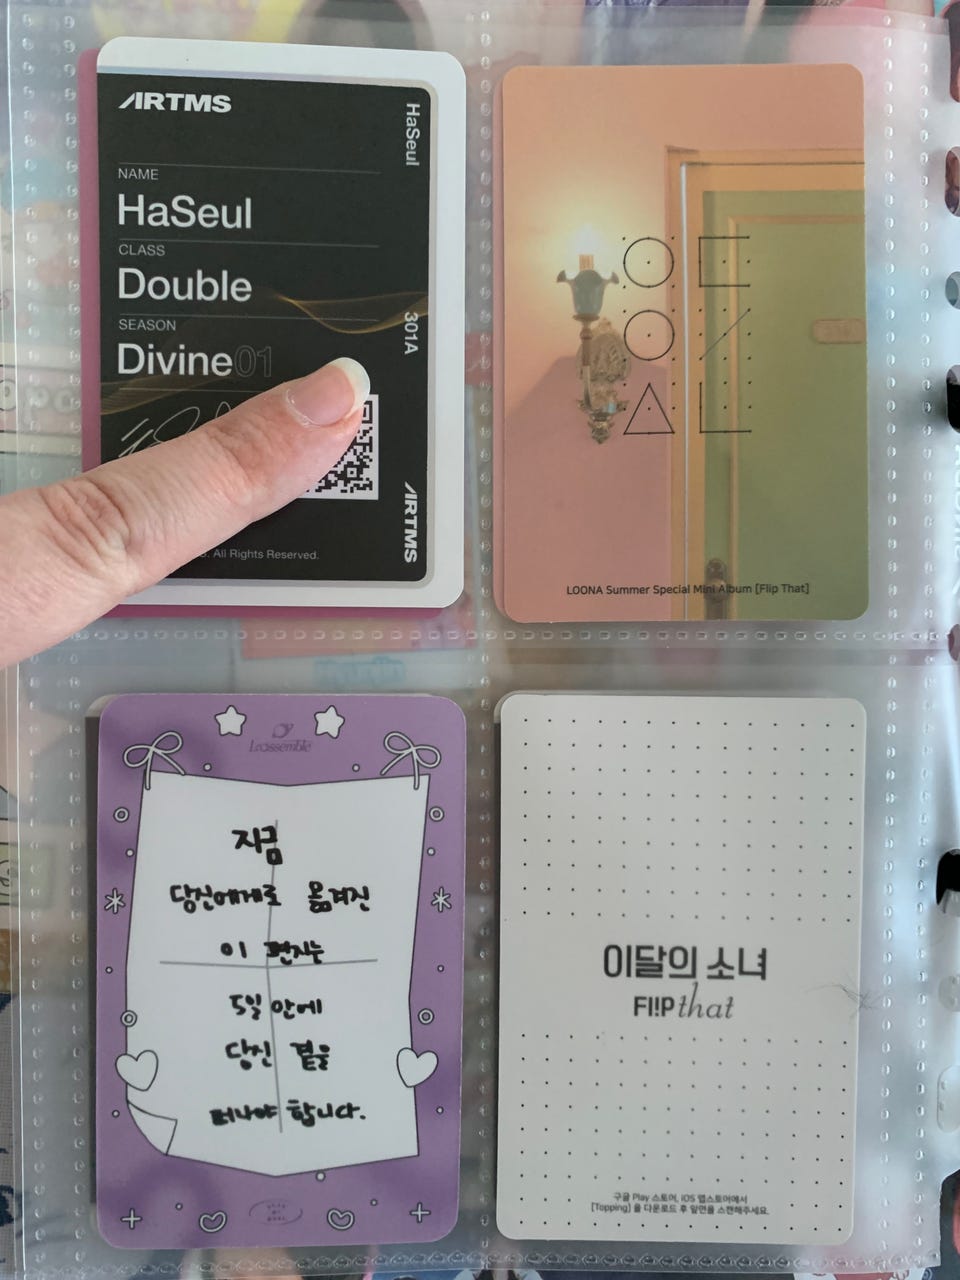 ARTMS
HaSeul
NAME
HaSeul
CLASS
Double
301A
SEASON
Divine01
ARTMS
All Rights Reserved.
LOONA Summer Special Mini Album [Flip That]
Loossemble
지금
당신에게로 옮겨진
이 편지는
5일 안에
당신 곁을
떠나야 합니다.
이달의 소녀
FLIP that
구글 Play 스토어, iOS 앱스토어에서
[Topping] 을 다운로드 후 앞면을 스캔해주세요.